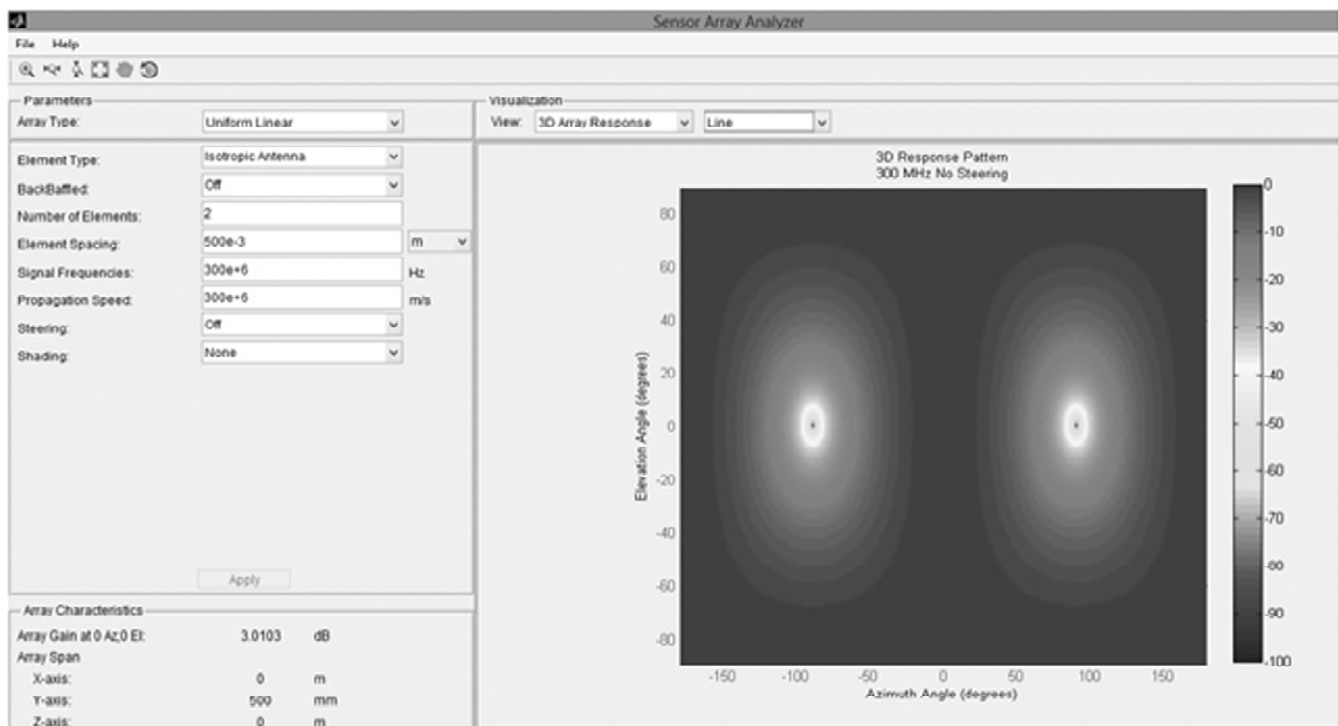 Sensor Array Analyzer
File Help
Parameters
Array Type: Uniform Linear
Element Type: Isotropic Antenna
BackBaffled: Off
Number of Elements: 2
Element Spacing: 500e-3 m
Signal Frequencies: 300e+6 Hz
Propagation Speed: 300e+6 m/s
Steering: Off
Shading: None
Apply
Array Characteristics
Array Gain at 0 Az;0 El: 3.0103 dB
Array Span
X-axis: 0 m
Y-axis: 500 mm
Z-axis: 0 m
Visualization
View: 3D Array Response Line
3D Response Pattern
300 MHz No Steering
Elevation Angle (degrees)
80
60
40
20
0
-20
-40
-60
-80
-150 -100 -50 0 50 100 150
Azimuth Angle (degrees)
0
-10
-20
-30
-40
-50
-60
-70
-80
-90
-100